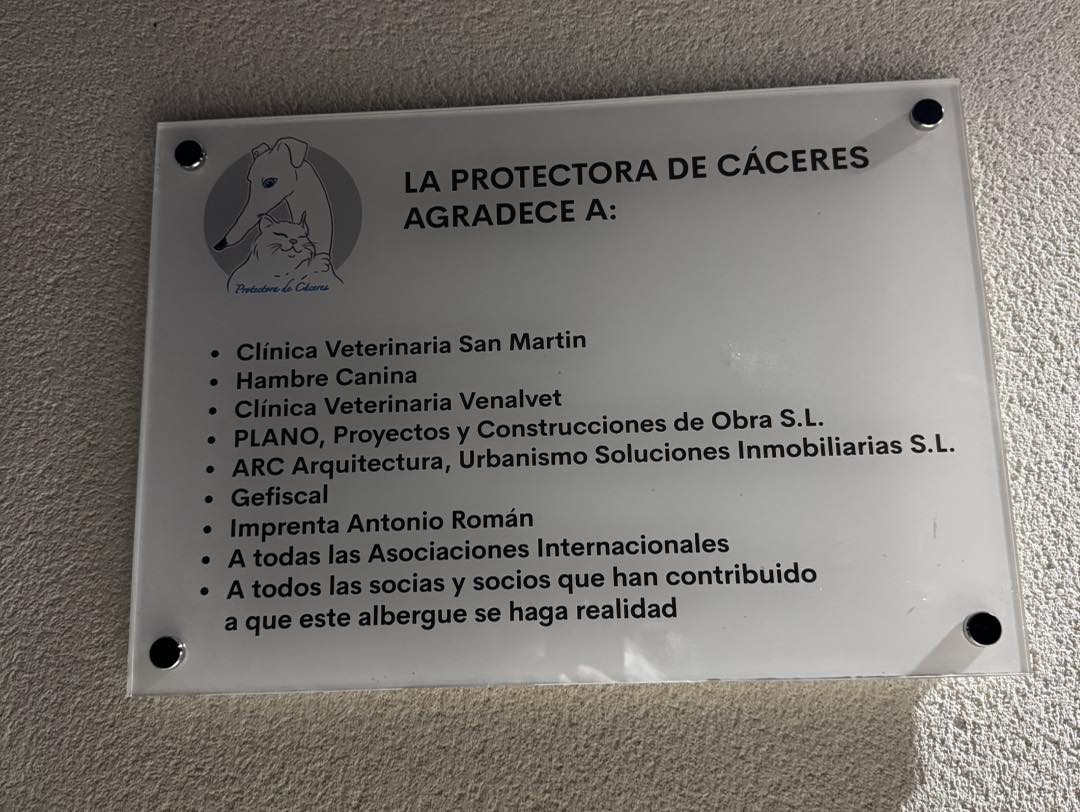 LA PROTECTORA DE CÁCERES
AGRADECE A:
Protectora de Cáceres
• Clínica Veterinaria San Martin
• Hambre Canina
• Clínica Veterinaria Venalvet
• PLANO, Proyectos y Construcciones de Obra S.L.
• ARC Arquitectura, Urbanismo Soluciones Inmobiliarias S.L.
• Gefiscal
• Imprenta Antonio Román
• A todas las Asociaciones Internacionales
• A todos las socias y socios que han contribuido
a que este albergue se haga realidad